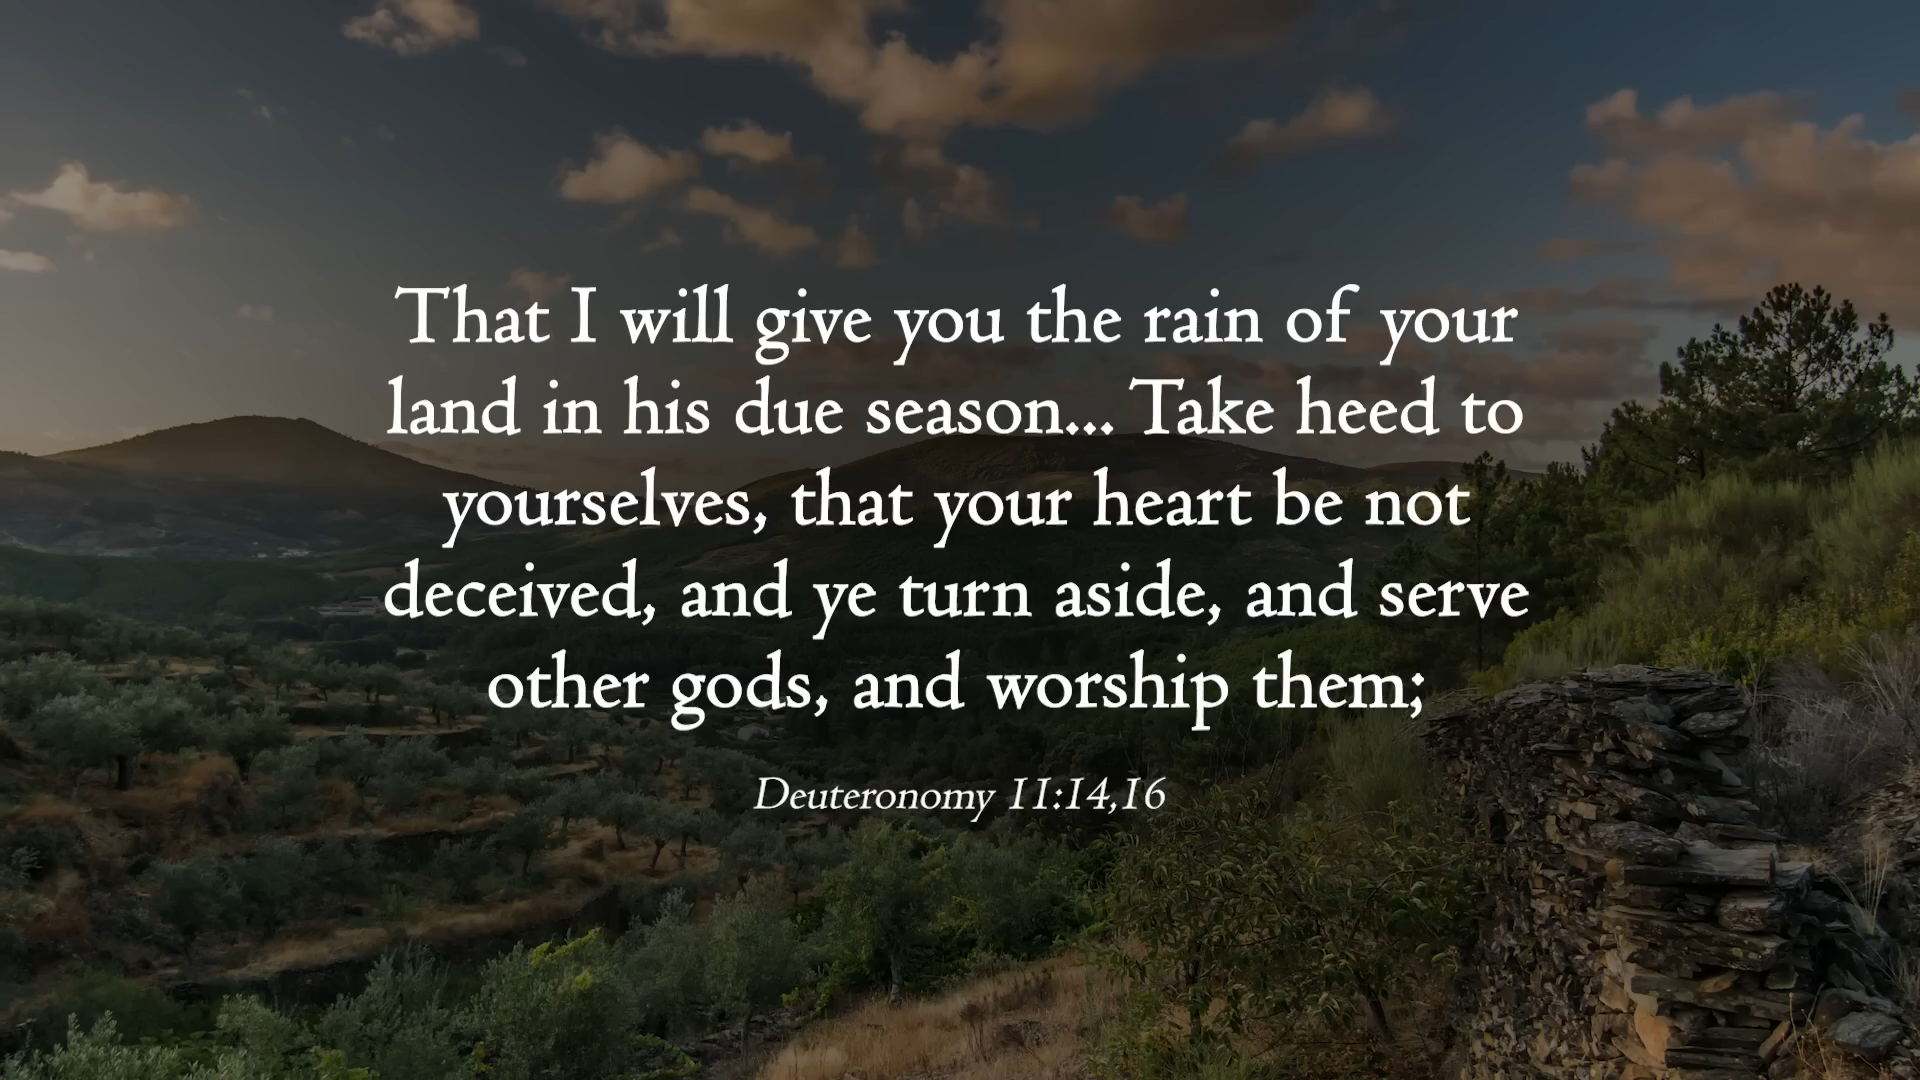 That I will give you the rain of your
land in his due season... Take heed to
yourselves, that your heart be not
deceived, and ye turn aside, and serve
other gods, and worship them;
Deuteronomy 11:14,16